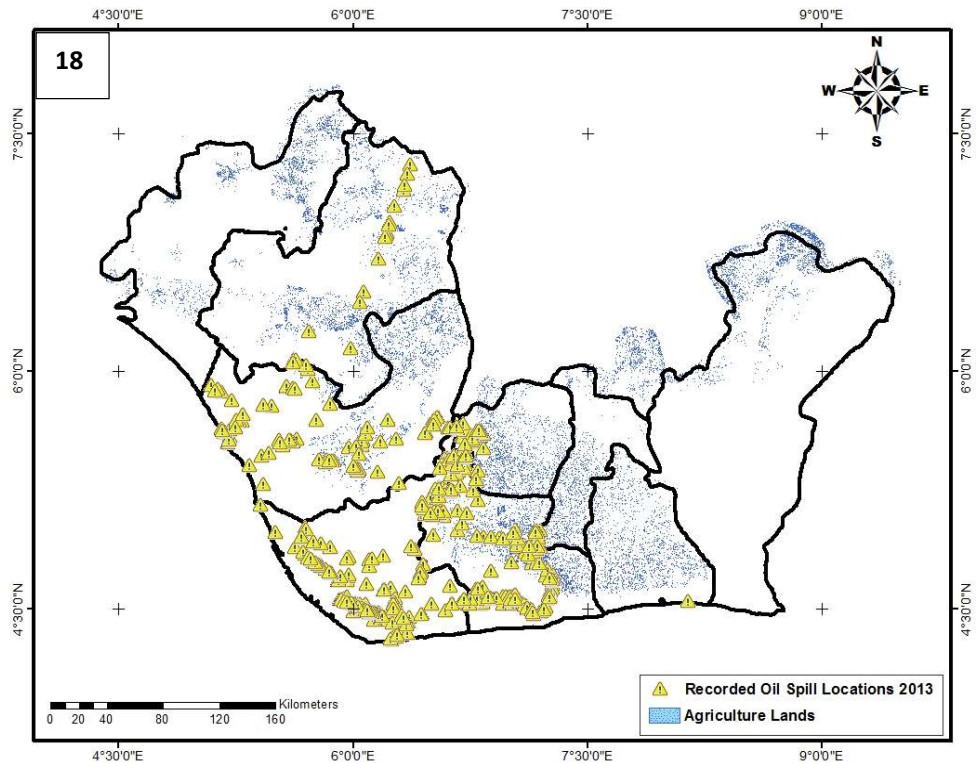 4°30'0"E 6°0'0"E 7°30'0"E 9°0'0"E
18
N
W E
S
7°30'0"N 7°30'0"N
6°0'0"N 6°0'0"N
4°30'0"N 4°30'0"N
Kilometers
0 20 40 80 120 160
Recorded Oil Spill Locations 2013
Agriculture Lands
4°30'0"E 6°0'0"E 7°30'0"E 9°0'0"E